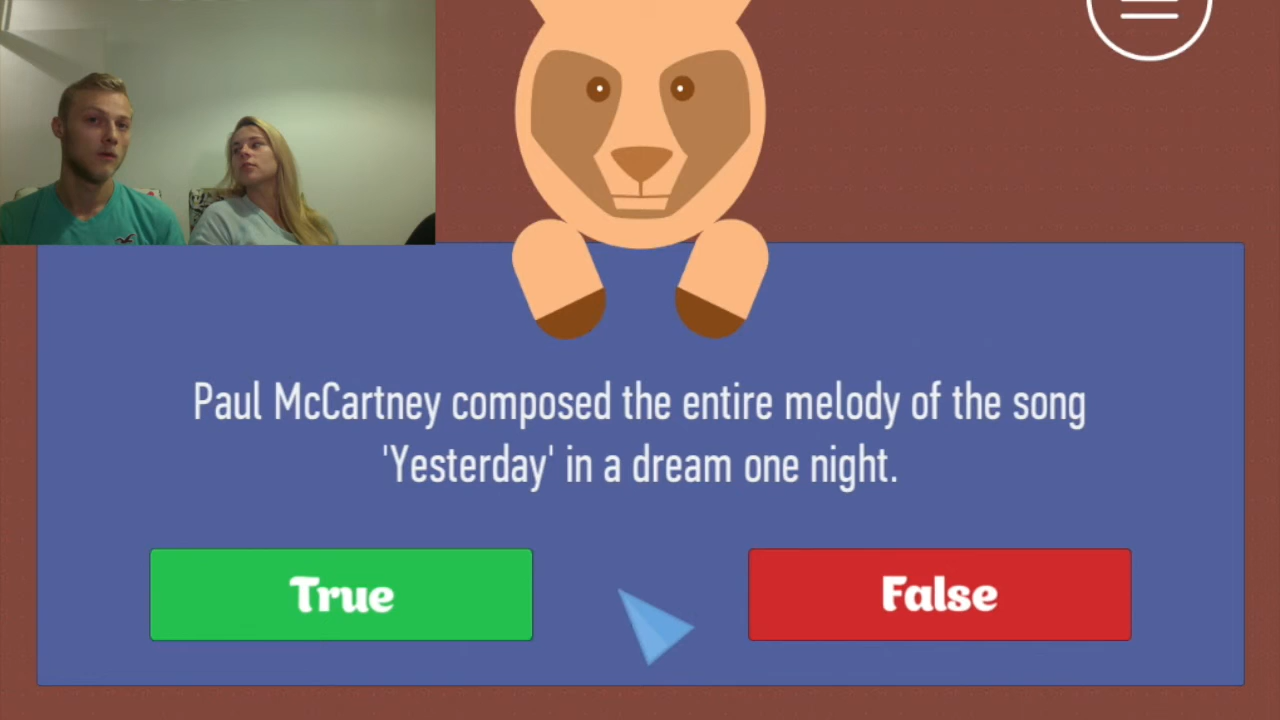 Paul McCartney composed the entire melody of the song
'Yesterday' in a dream one night.
True
False